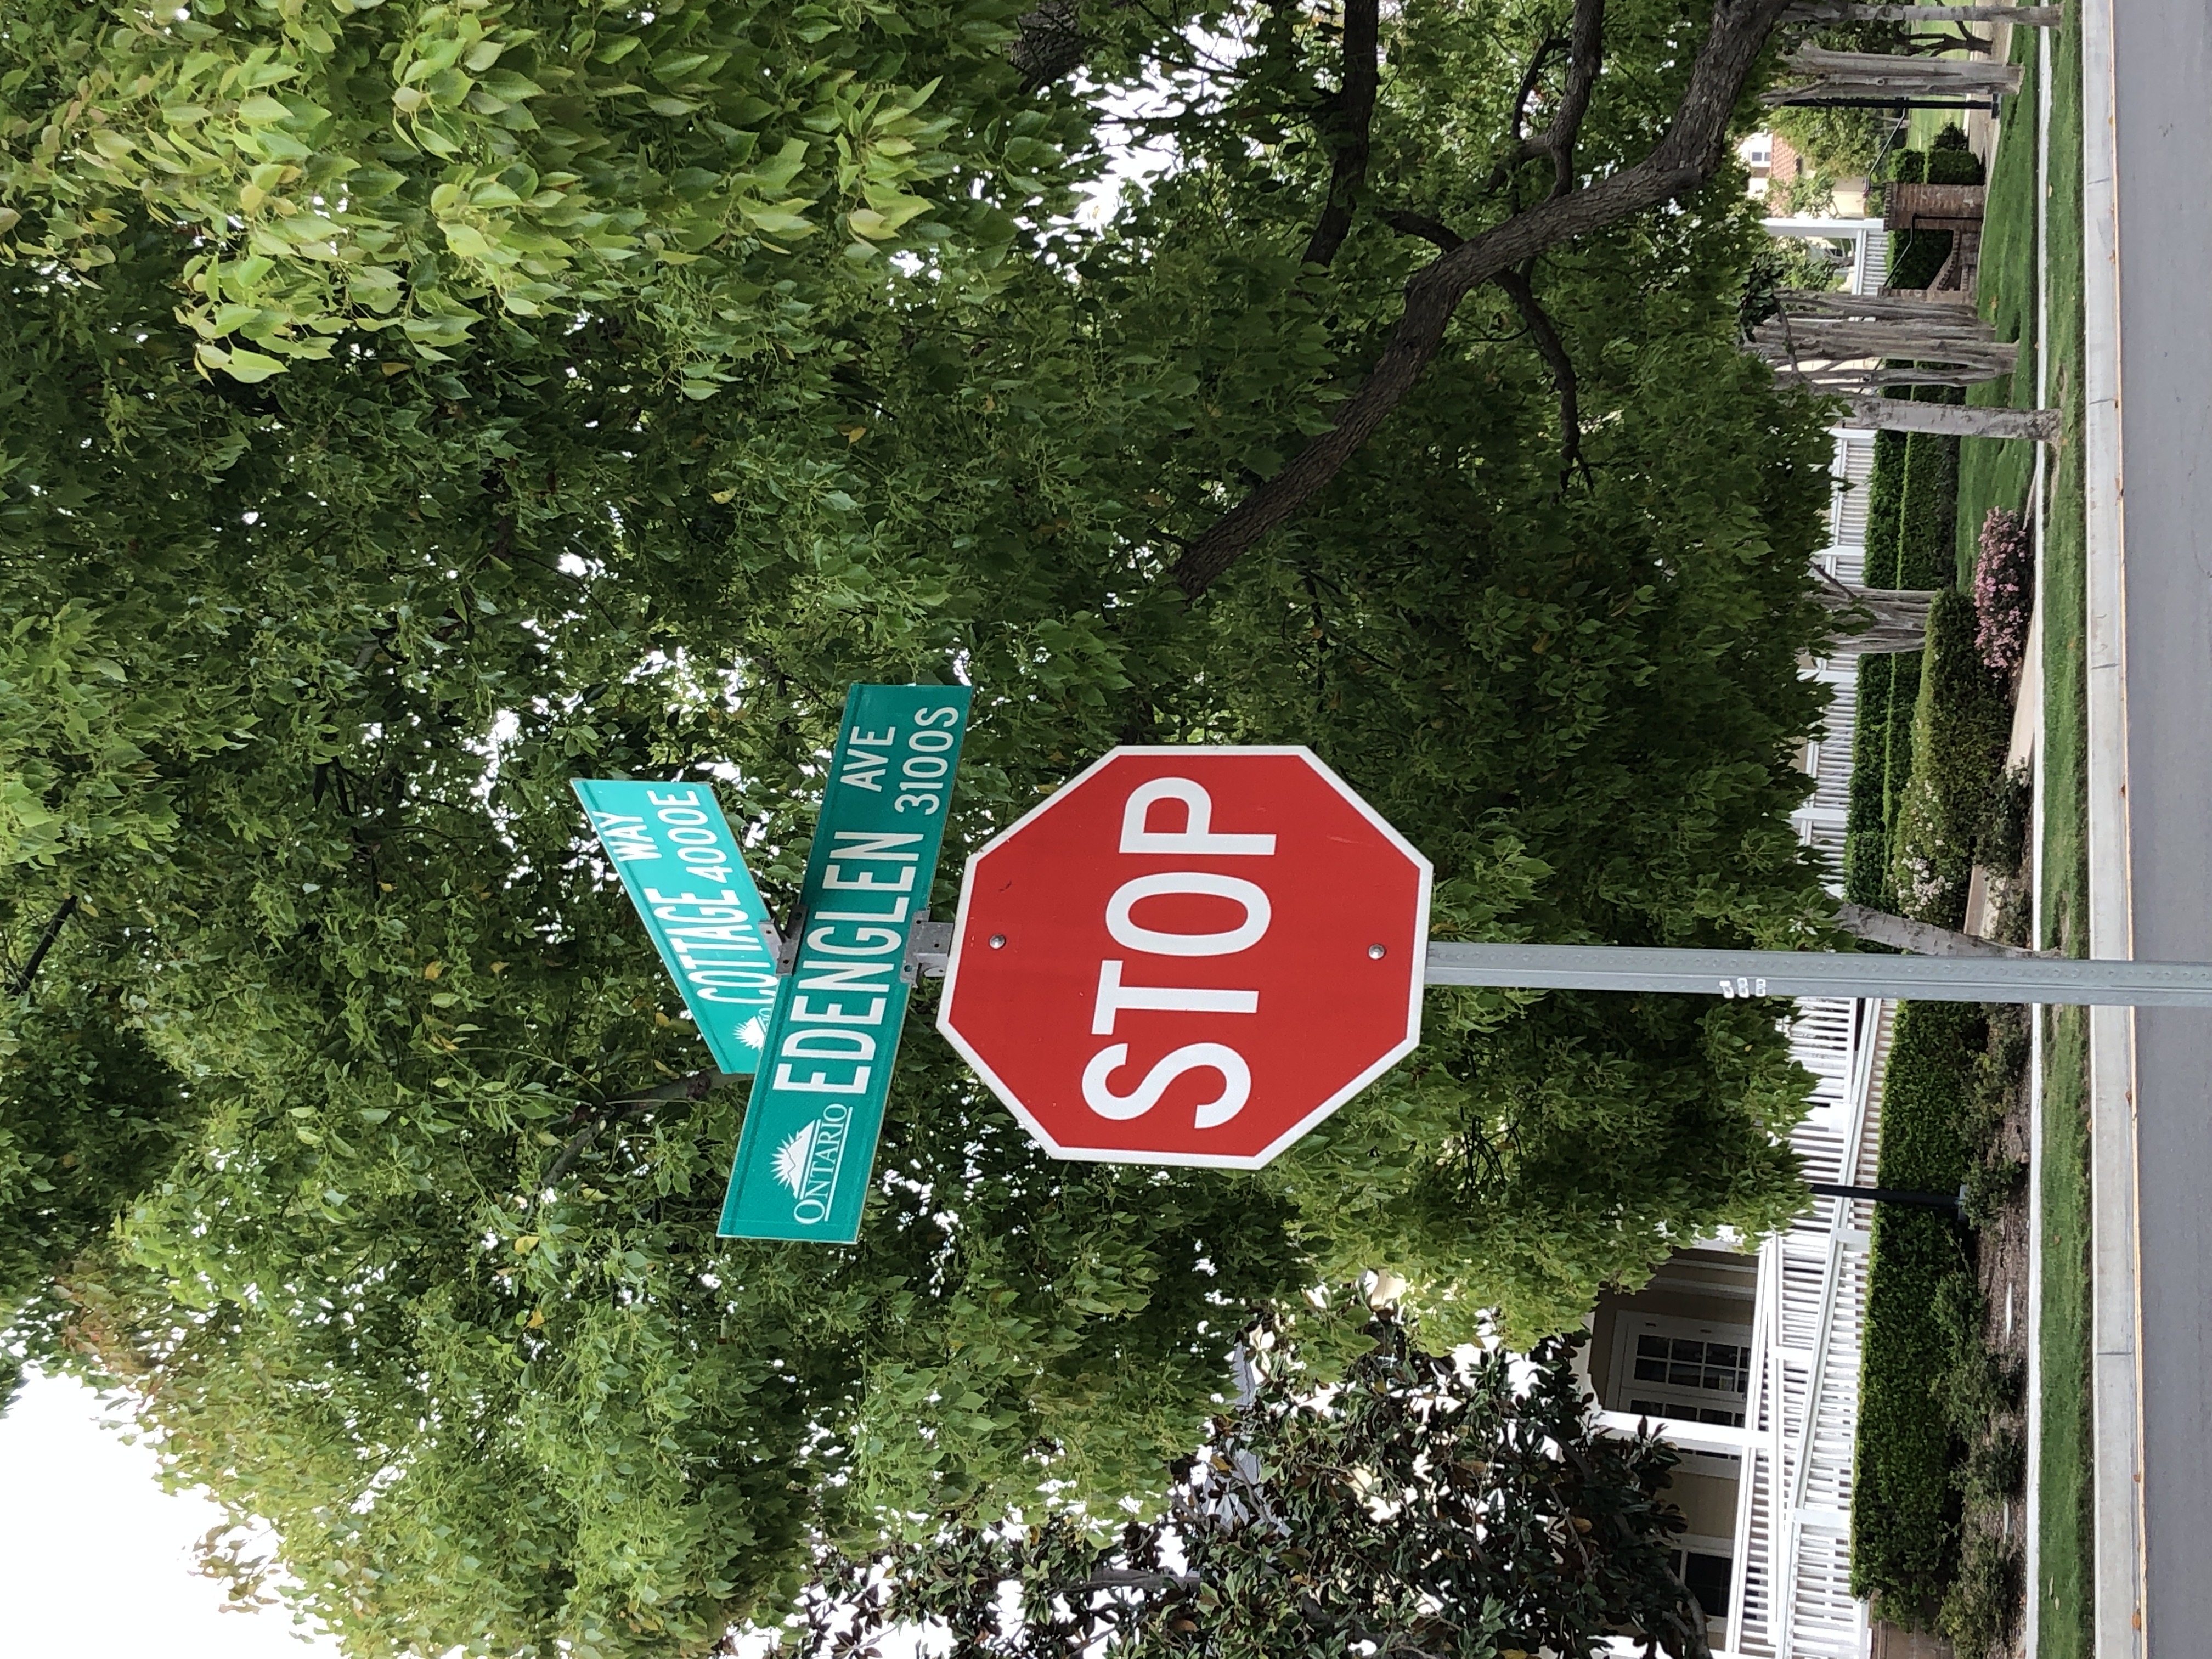 COTTAGE WAY
4000E
EDENGLEN AVE
3100S
ONTARIO
STOP